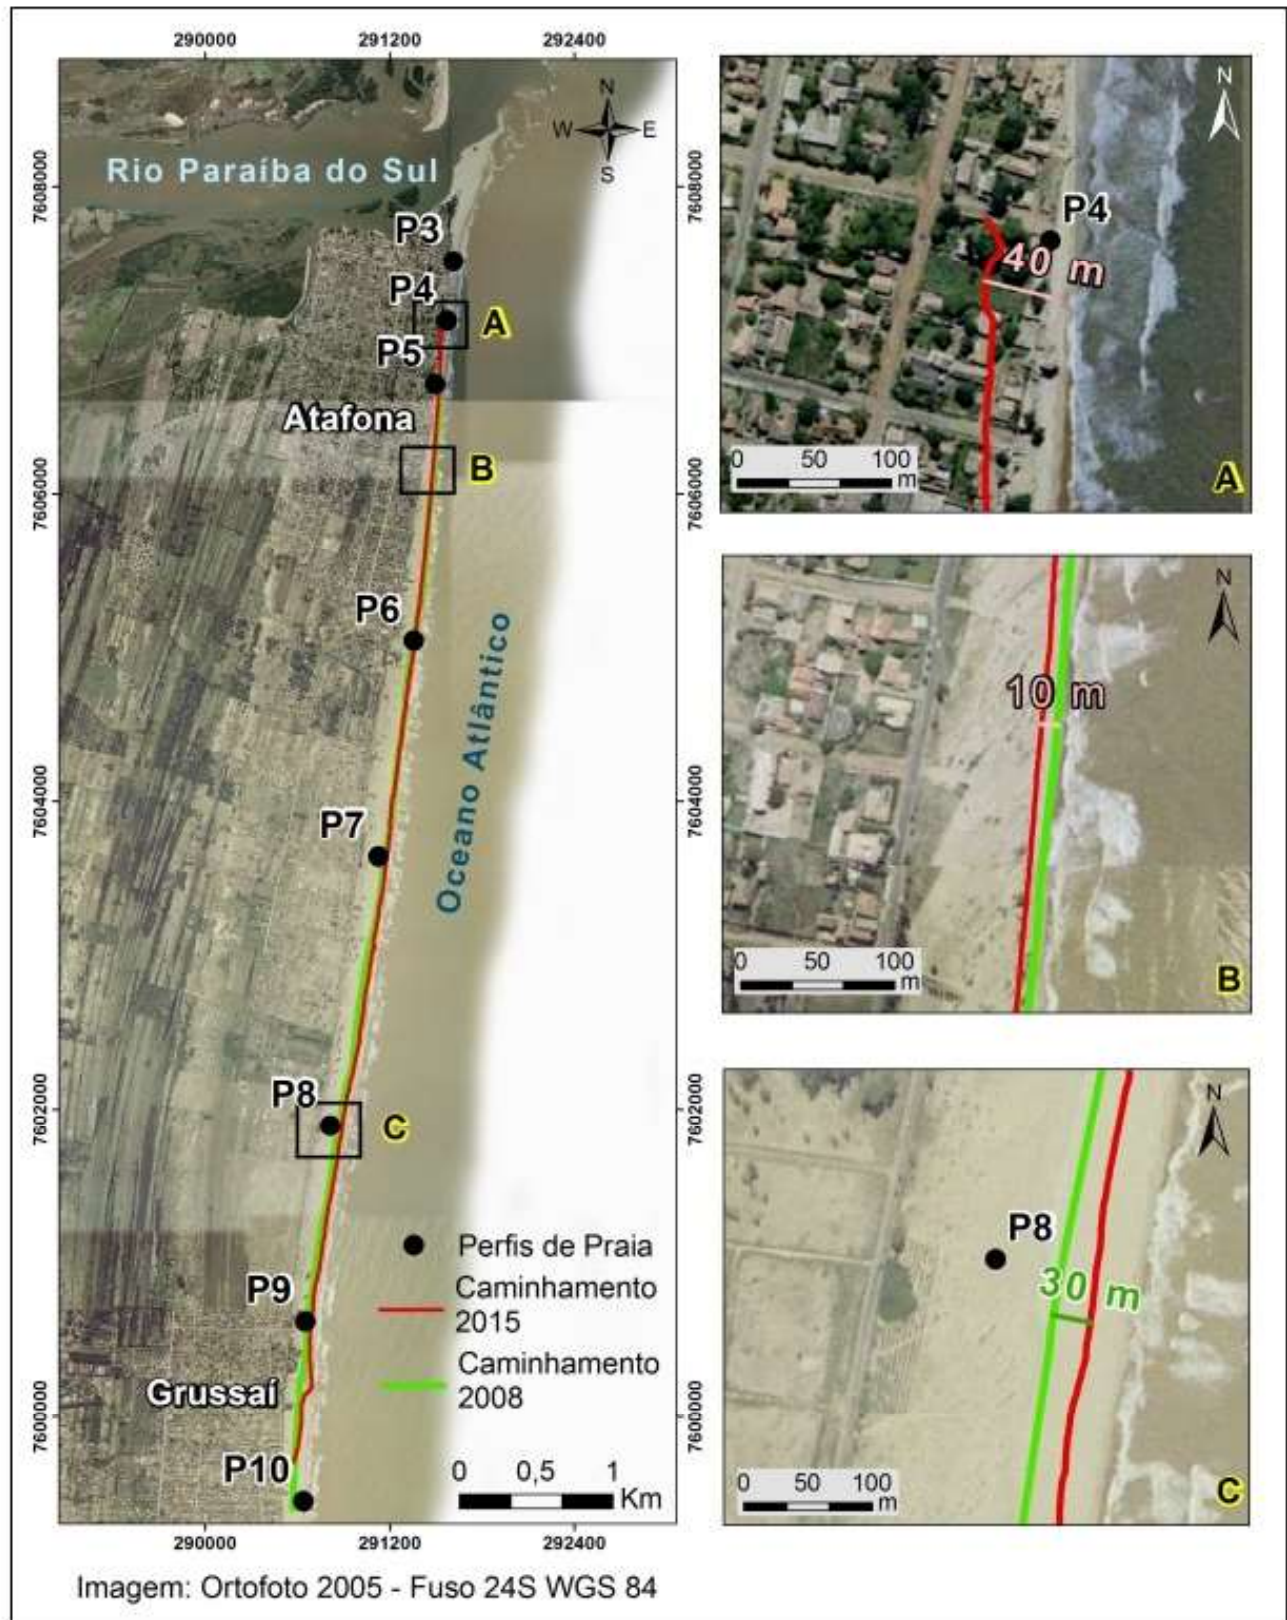 290000 291200 292400
N
W E
S
Rio Paraíba do Sul
7608000
7608000
P3
P4
A
P5
Atafona
B
7606000
7606000
P6
Oceano Atlântico
7604000
7604000
P7
7602000
7602000
P8
C
Perfis de Praia
P9
Caminhamento
2015
Caminhamento
2008
Grussaí
7600000
7600000
P10
0 0,5 1
Km
290000 291200 292400
Imagem: Ortofoto 2005 - Fuso 24S WGS 84
N
P4
40 m
0 50 100
m
A
N
10 m
0 50 100
m
B
N
P8
30 m
0 50 100
m
C